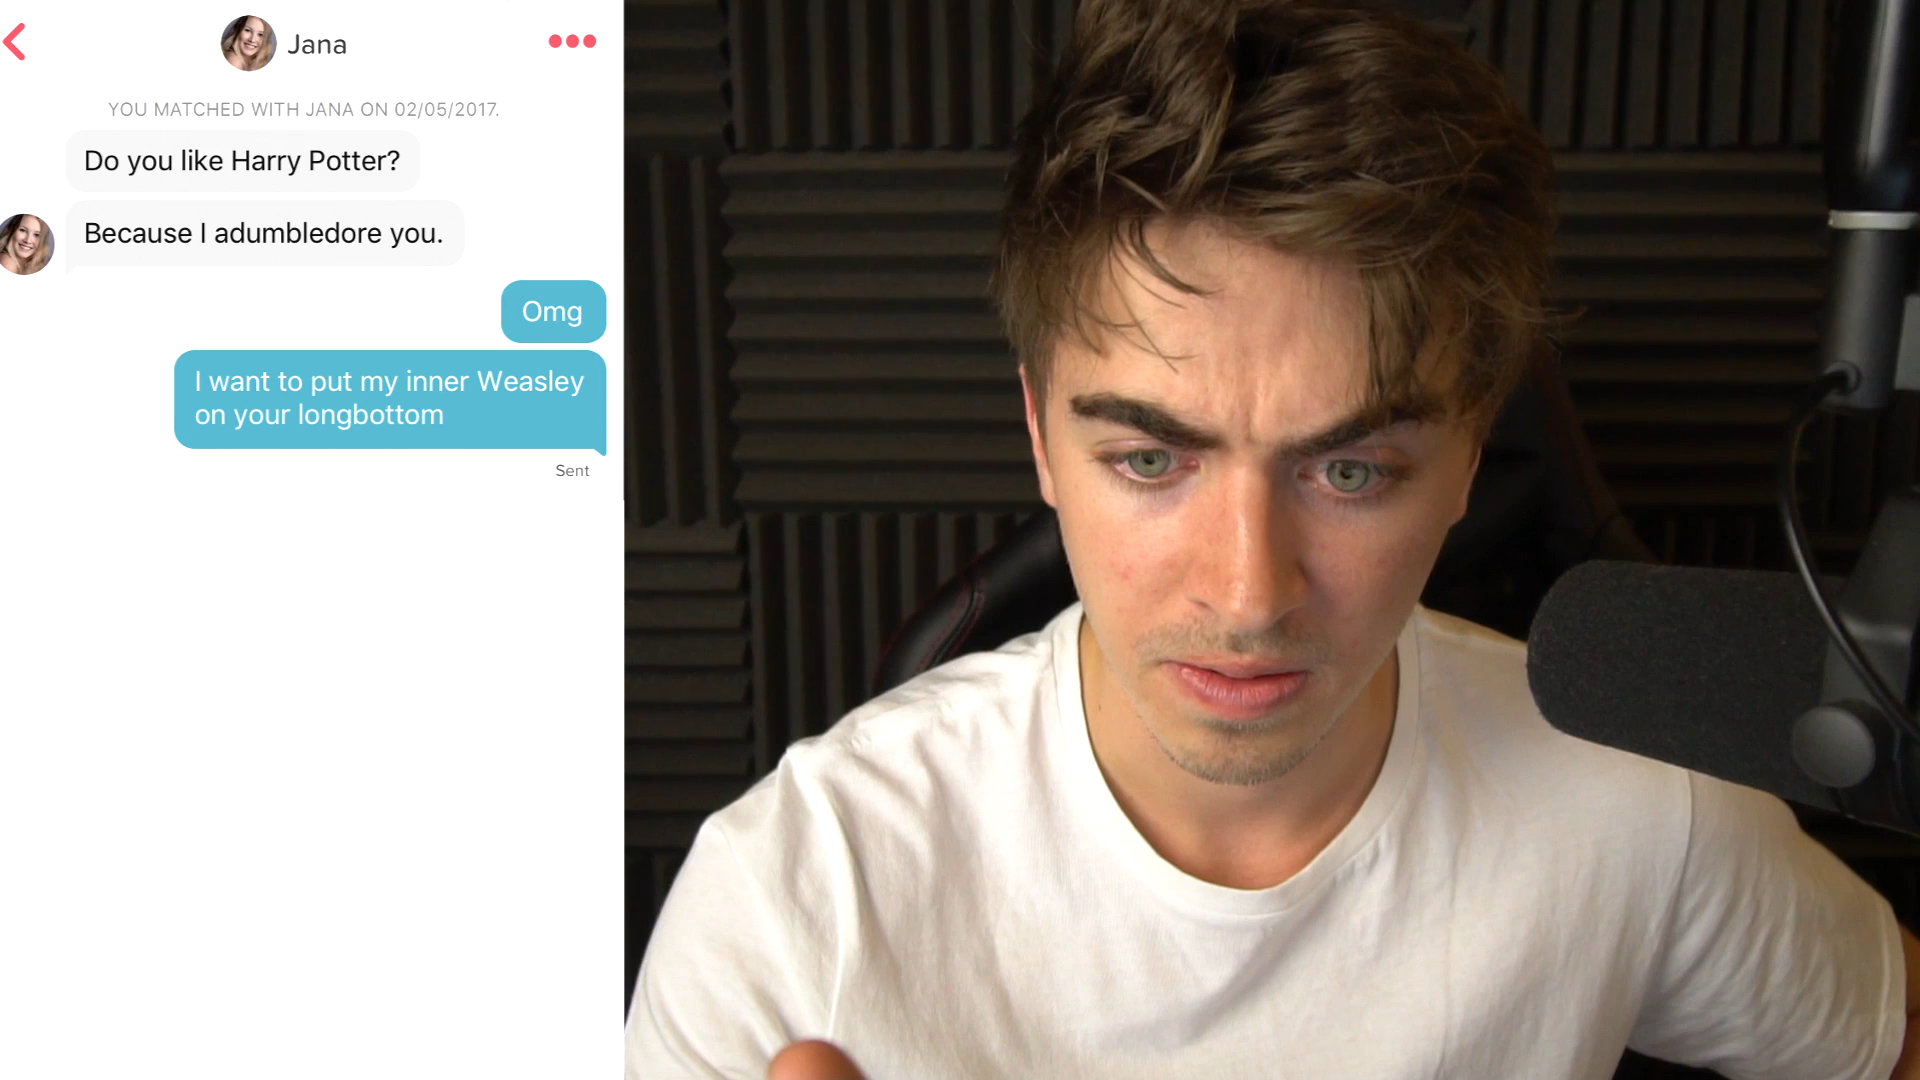 Jana
YOU MATCHED WITH JANA ON 02/05/2017.
Do you like Harry Potter?
Because I adumbledore you.
Omg
I want to put my inner Weasley
on your longbottom
Sent